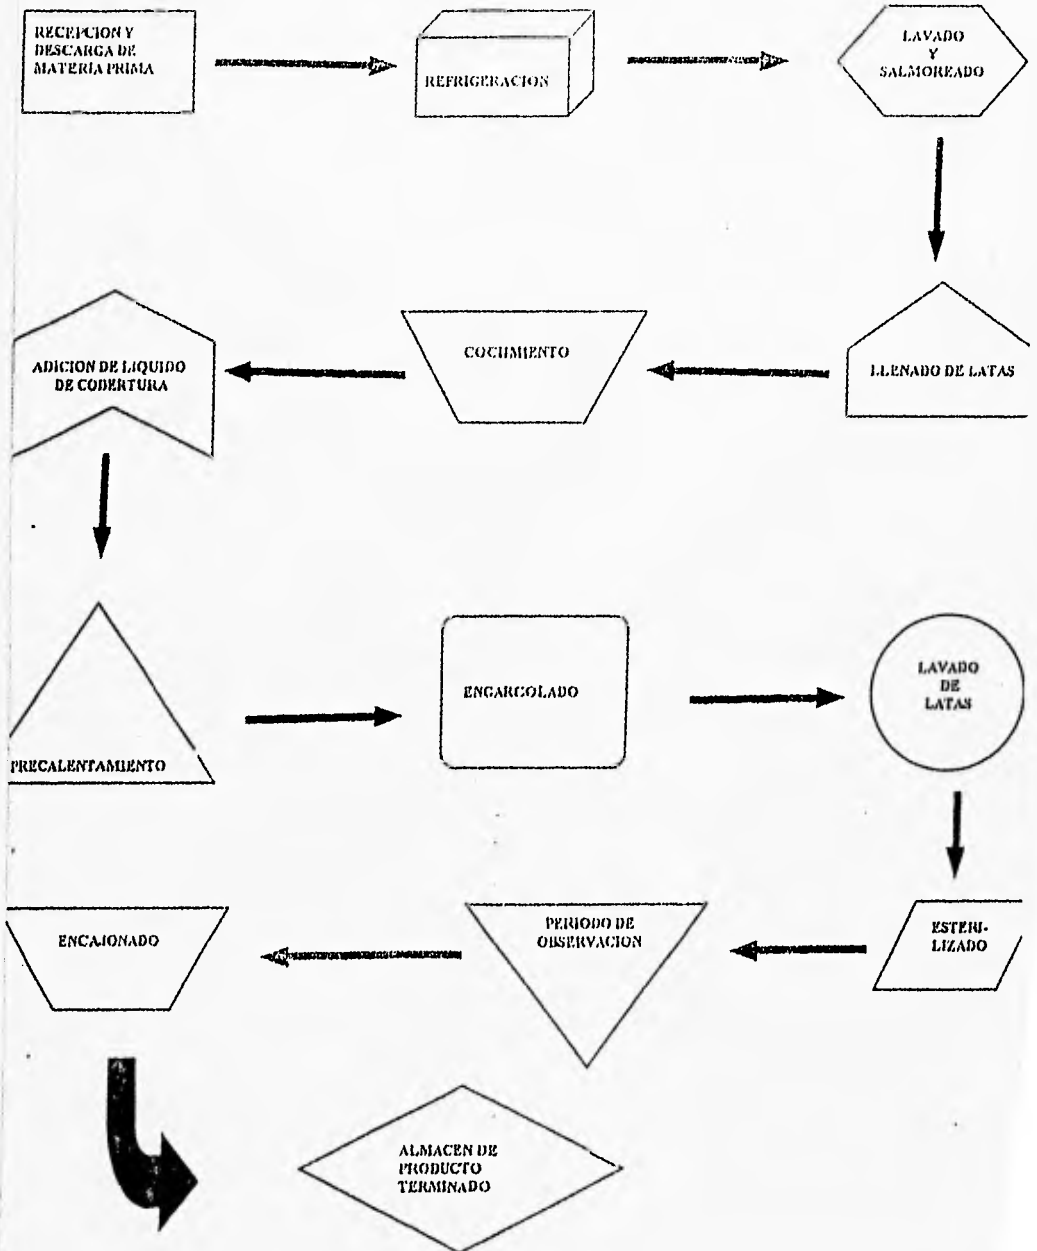 RECEPCION Y
DESCARGA DE
MATERIA PRIMA
REFRIGERACION
LAVADO
Y
SALMOREADO
LLENADO DE LATAS
COCIMIENTO
ADICION DE LIQUIDO
DE COBERTURA
PRECALENTAMIENTO
ENGARGOLADO
LAVADO
DE
LATAS
ESTERI-
LIZADO
PERIODO DE
OBSERVACION
ENCAJONADO
ALMACEN DE
PRODUCTO
TERMINADO